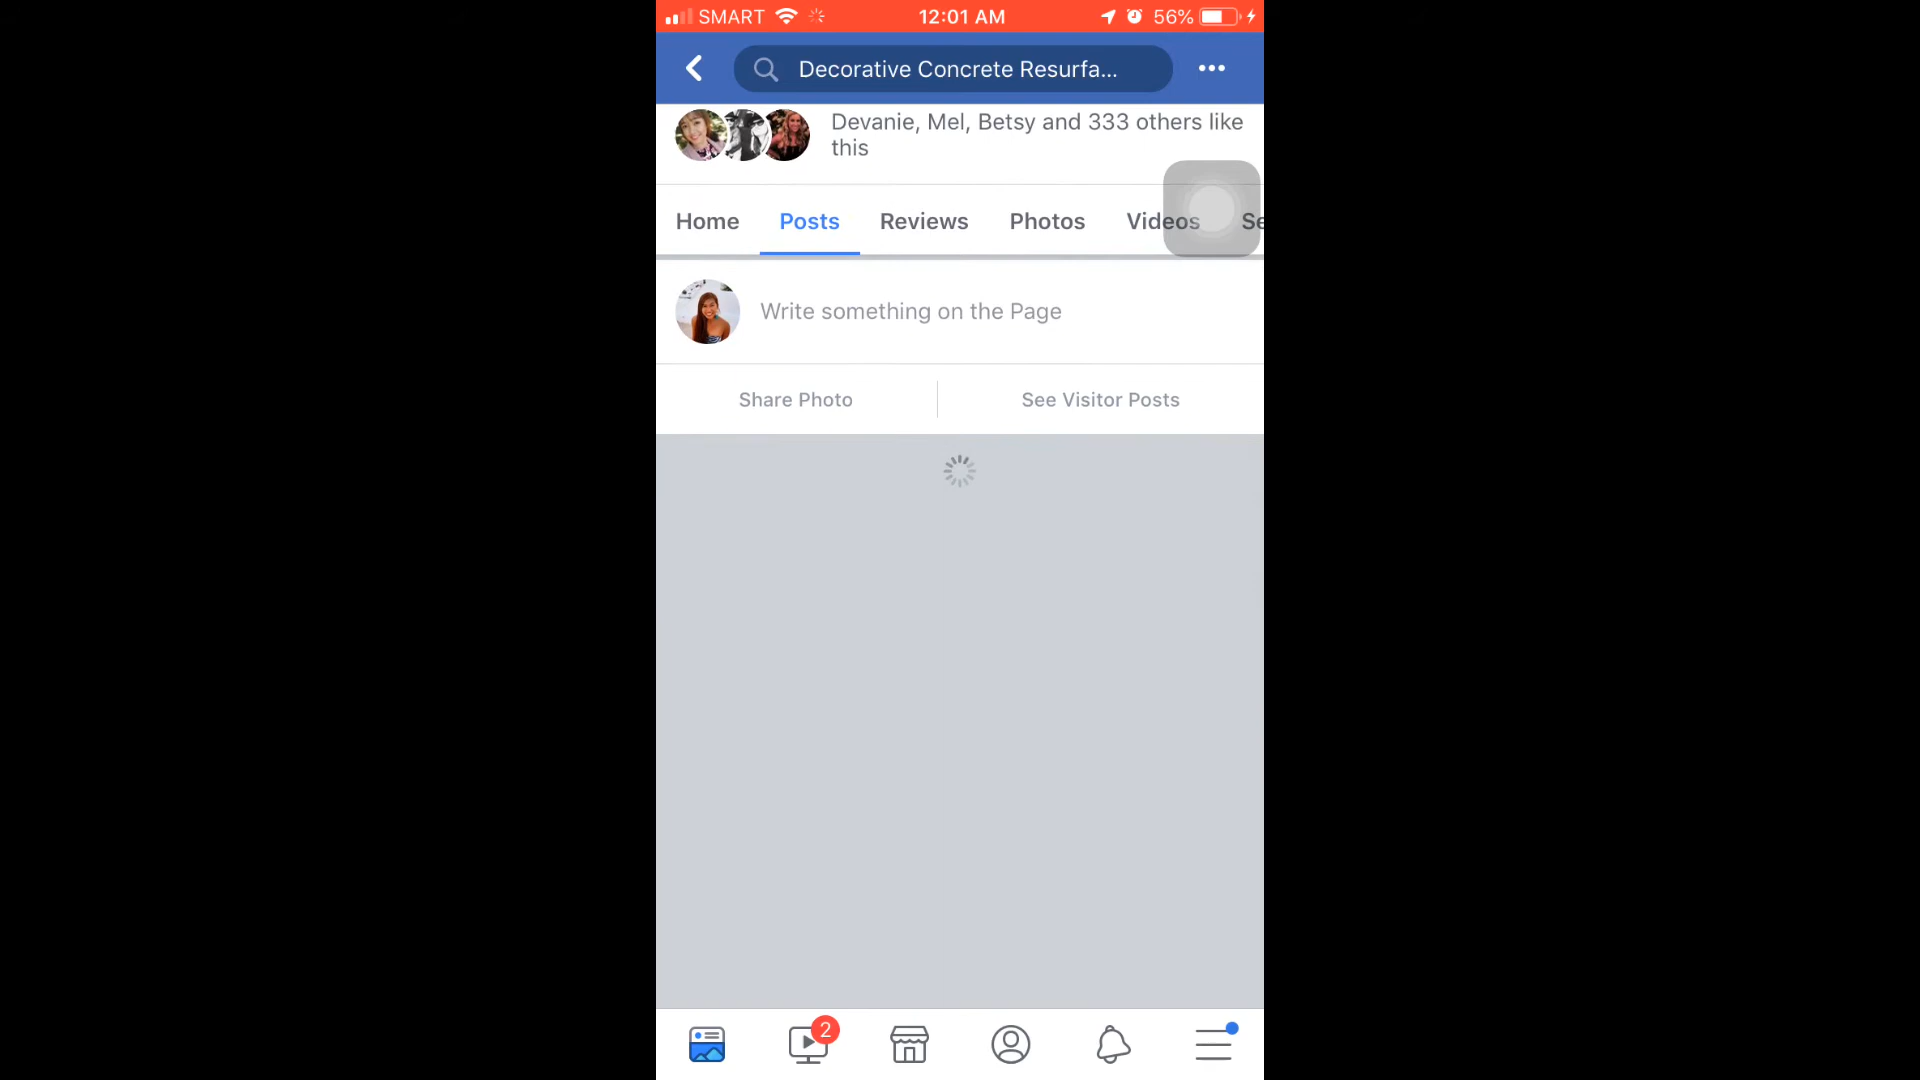 SMART 12:01 AM 56%
Decorative Concrete Resurfa...
Devanie, Mel, Betsy and 333 others like
this
Home Posts Reviews Photos Videos Se
Write something on the Page
Share Photo See Visitor Posts
2